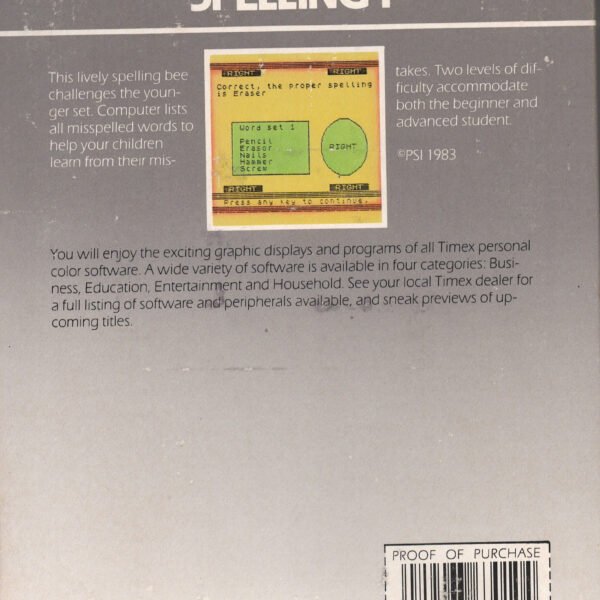 SPELLING I
This lively spelling bee
challenges the youn-
ger set. Computer lists
all misspelled words to
help your children
learn from their mis-
RIGHT RIGHT
Correct, the proper spelling
is Eraser
Word set 1
Pencil
Erasor
Nails
Hammer
Screw
RIGHT
RIGHT RIGHT
Press any key to continue.
takes. Two levels of dif-
ficulty accommodate
both the beginner and
advanced student.
©PSI 1983
You will enjoy the exciting graphic displays and programs of all Timex personal
color software. A wide variety of software is available in four categories: Busi-
ness, Education, Entertainment and Household. See your local Timex dealer for
a full listing of software and peripherals available, and sneak previews of up-
coming titles.
PROOF OF PURCHASE